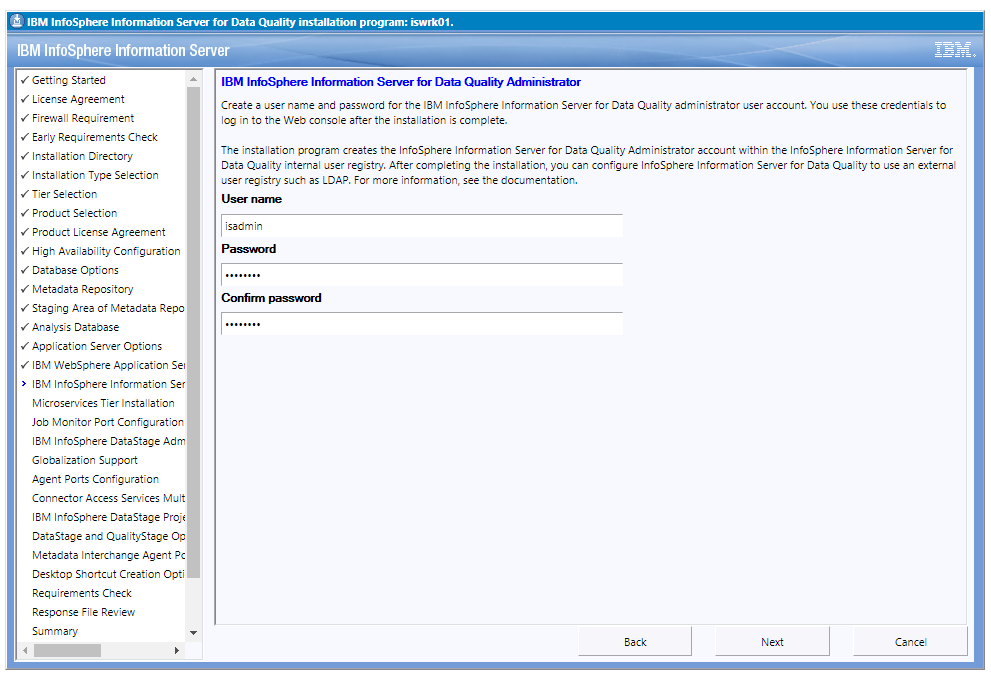 IBM InfoSphere Information Server for Data Quality installation program: iswrk01.
IBM InfoSphere Information Server
IBM.
Getting Started
License Agreement
Firewall Requirement
Early Requirements Check
Installation Directory
Installation Type Selection
Tier Selection
Product Selection
Product License Agreement
High Availability Configuration
Database Options
Metadata Repository
Staging Area of Metadata Repo
Analysis Database
Application Server Options
IBM WebSphere Application Ser
IBM InfoSphere Information Ser
Microservices Tier Installation
Job Monitor Port Configuration
IBM InfoSphere DataStage Adm
Globalization Support
Agent Ports Configuration
Connector Access Services Mult
IBM InfoSphere DataStage Proje
DataStage and QualityStage Op
Metadata Interchange Agent Po
Desktop Shortcut Creation Opti
Requirements Check
Response File Review
Summary
IBM InfoSphere Information Server for Data Quality Administrator
Create a user name and password for the IBM InfoSphere Information Server for Data Quality administrator user account. You use these credentials to
log in to the Web console after the installation is complete.
The installation program creates the InfoSphere Information Server for Data Quality Administrator account within the InfoSphere Information Server for
Data Quality internal user registry. After completing the installation, you can configure InfoSphere Information Server for Data Quality to use an external
user registry such as LDAP. For more information, see the documentation.
User name
isadmin
Password
••••••••
Confirm password
••••••••
Back
Next
Cancel